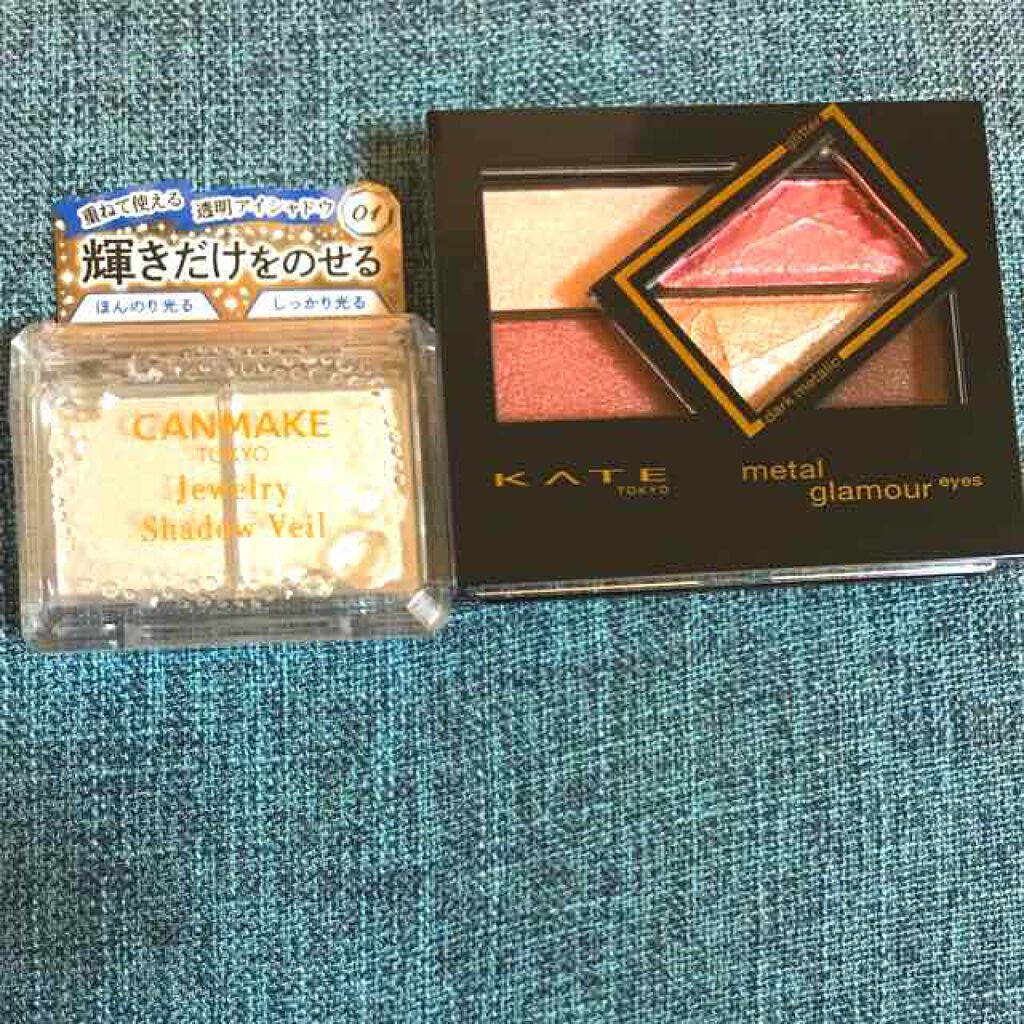 重ねて使える 透明アイシャドウ 01
輝きだけをのせる
ほんのり光る しっかり光る
CANMAKE
TOKYO
Jewelry
Shadow Veil
glitter
dark metallic
KATE
TOKYO
metal
glamour eyes